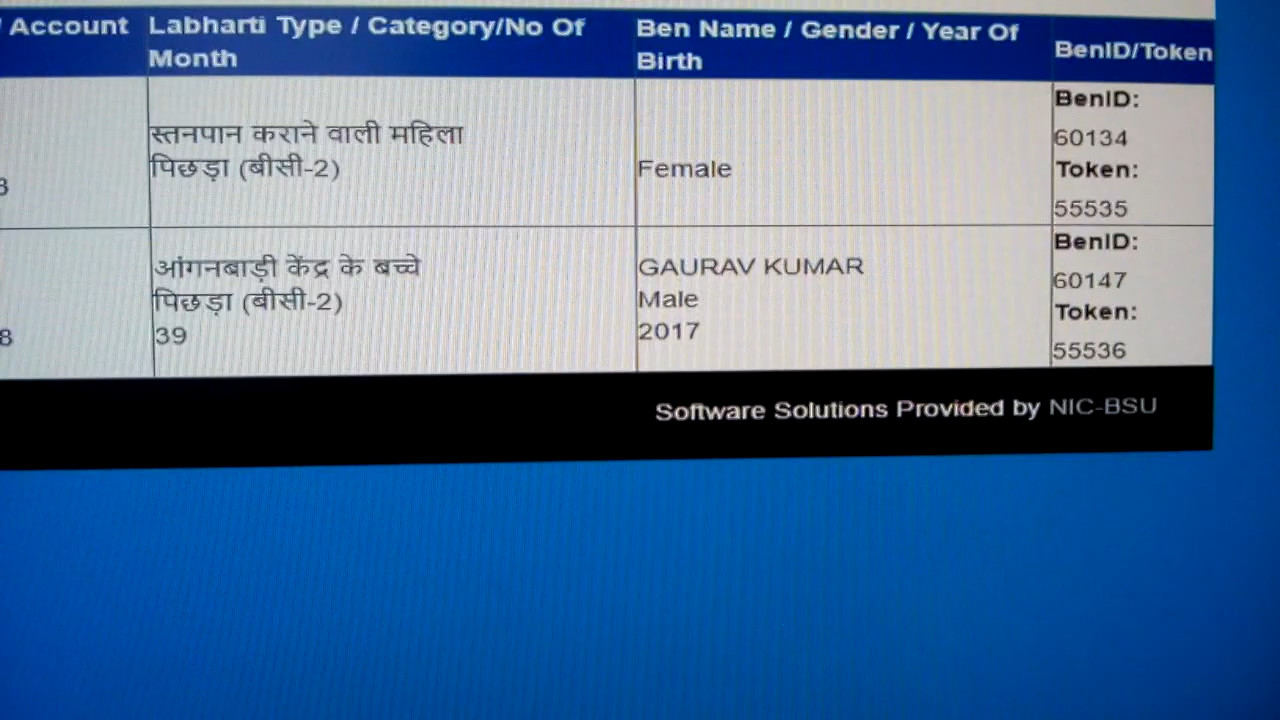 Account
Labharti Type / Category/No Of
Month
Ben Name / Gender / Year Of
Birth
BenID/Token
3
स्तनपान कराने वाली महिला
पिछड़ा (बीसी-2)
Female
BenID:
60134
Token:
55535
8
आंगनबाड़ी केंद्र के बच्चे
पिछड़ा (बीसी-2)
39
GAURAV KUMAR
Male
2017
BenID:
60147
Token:
55536
Software Solutions Provided by NIC-BSU